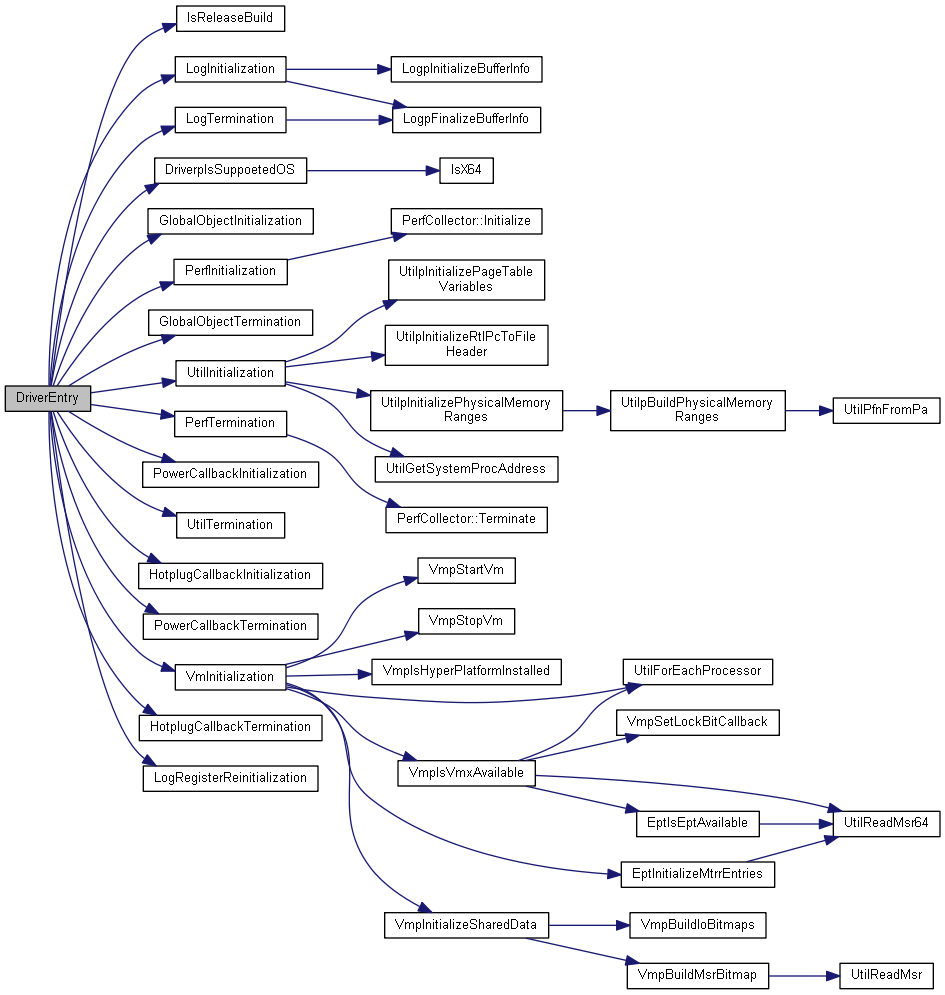 IsReleaseBuild
LogInitialization
LogpInitializeBufferInfo
LogTermination
LogpFinalizeBufferInfo
DriverpIsSuppoetedOS
IsX64
GlobalObjectInitialization
PerfCollector::Initialize
PerfInitialization
UtilpInitializePageTable
Variables
GlobalObjectTermination
UtilpInitializeRtlPcToFile
Header
UtilInitialization
DriverEntry
UtilpInitializePhysicalMemory
Ranges
UtilpBuildPhysicalMemory
Ranges
UtilPfnFromPa
PerfTermination
PowerCallbackInitialization
UtilGetSystemProcAddress
UtilTermination
PerfCollector::Terminate
HotplugCallbackInitialization
VmpStartVm
PowerCallbackTermination
VmpStopVm
VmInitialization
VmpIsHyperPlatformInstalled
UtilForEachProcessor
HotplugCallbackTermination
VmpSetLockBitCallback
LogRegisterReinitialization
VmpIsVmxAvailable
EptIsEptAvailable
UtilReadMsr64
EptInitializeMtrrEntries
VmpInitializeSharedData
VmpBuildIoBitmaps
VmpBuildMsrBitmap
UtilReadMsr